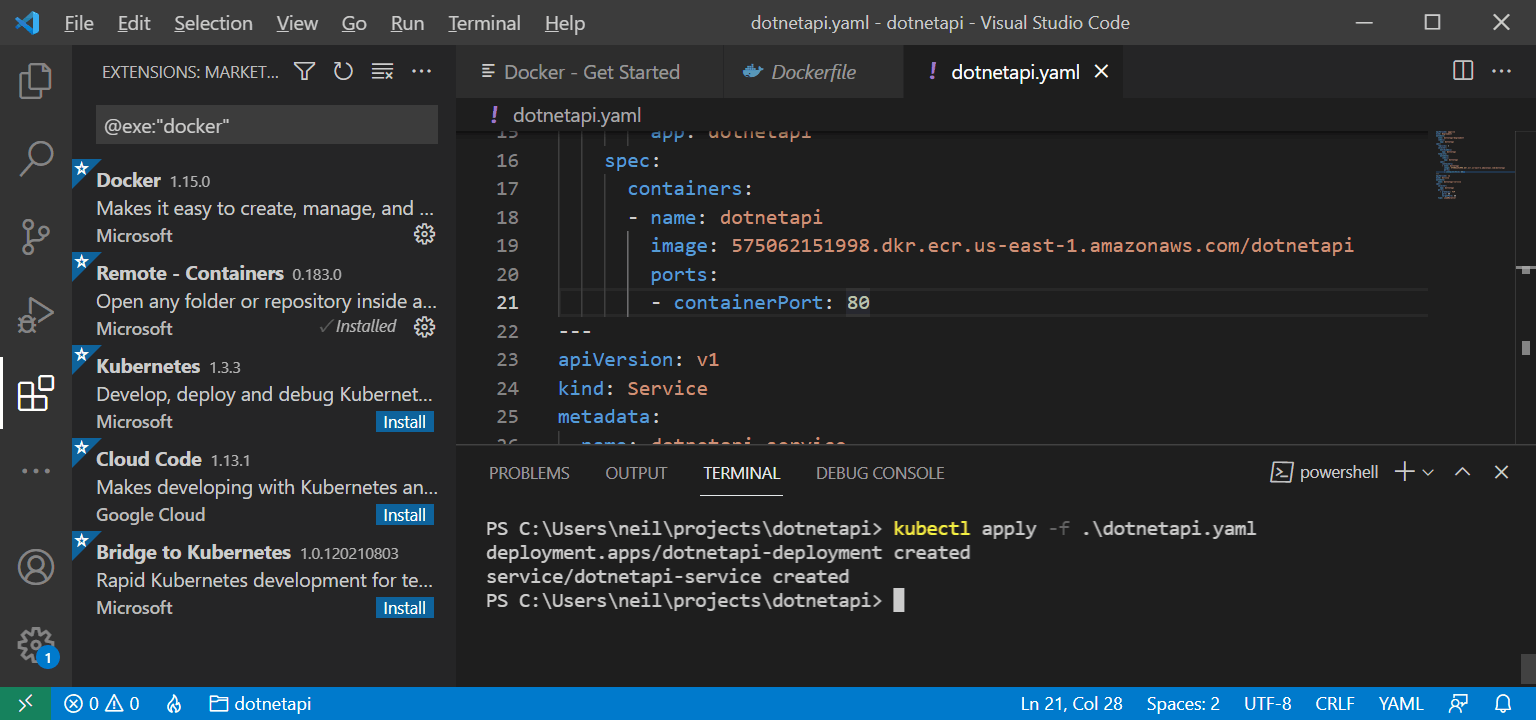 File Edit Selection View Go Run Terminal Help dotnetapi.yaml - dotnetapi - Visual Studio Code
EXTENSIONS: MARKET...
@exe:"docker"
Docker 1.15.0
Makes it easy to create, manage, and ...
Microsoft
Remote - Containers 0.183.0
Open any folder or repository inside a...
Microsoft ✓Installed
Kubernetes 1.3.3
Develop, deploy and debug Kubernet...
Microsoft Install
Cloud Code 1.13.1
Makes developing with Kubernetes an...
Google Cloud Install
Bridge to Kubernetes 1.0.120210803
Rapid Kubernetes development for te...
Microsoft Install
1
Docker - Get Started Dockerfile ! dotnetapi.yaml
! dotnetapi.yaml
15 app: dotnetapi
16 spec:
17 containers:
18 - name: dotnetapi
19 image: 575062151998.dkr.ecr.us-east-1.amazonaws.com/dotnetapi
20 ports:
21 - containerPort: 80
22 ---
23 apiVersion: v1
24 kind: Service
25 metadata:
26 name: dotnetapi-service
PROBLEMS OUTPUT TERMINAL DEBUG CONSOLE powershell
PS C:\Users\neil\projects\dotnetapi> kubectl apply -f .\dotnetapi.yaml
deployment.apps/dotnetapi-deployment created
service/dotnetapi-service created
PS C:\Users\neil\projects\dotnetapi>
0 0 dotnetapi Ln 21, Col 28 Spaces: 2 UTF-8 CRLF YAML